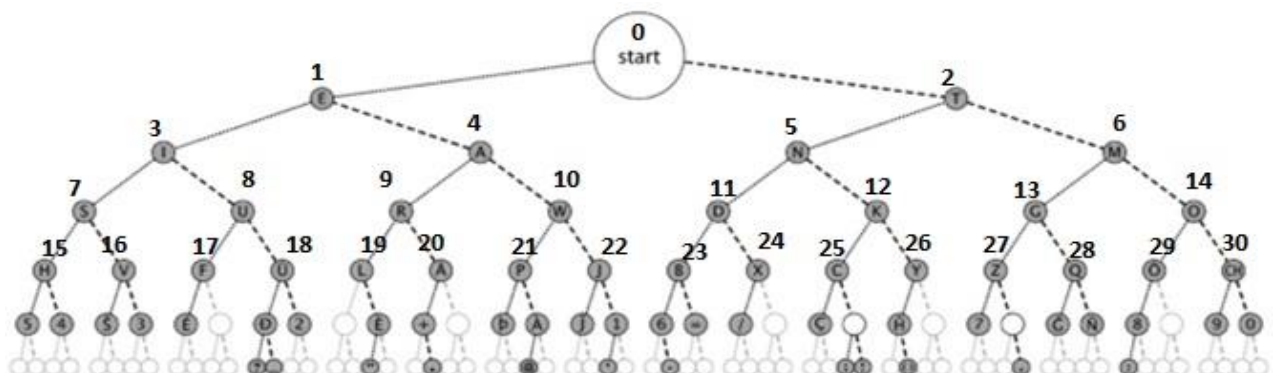 0
start
1 2
E T
3 4 5 6
I A N M
7 8 9 10 11 12 13 14
S U R W D K G O
15 16 17 18 19 20 21 22 23 24 25 26 27 28 29 30
H V F Ü L Ä P J B X C Y Z Q Ö CH
5 4 Ŝ 3 É Đ 2 È + Þ À Ĵ 1 6 = / Ç Ĥ 7 Ĝ Ñ 8 9 0
? _ " . @ ' - ; ! ( ) , :